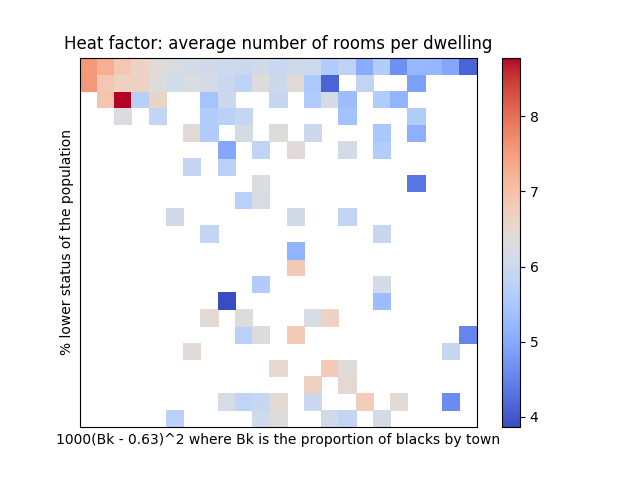 Heat factor: average number of rooms per dwelling
% lower status of the population
8
7
6
5
4
1000(Bk - 0.63)^2 where Bk is the proportion of blacks by town